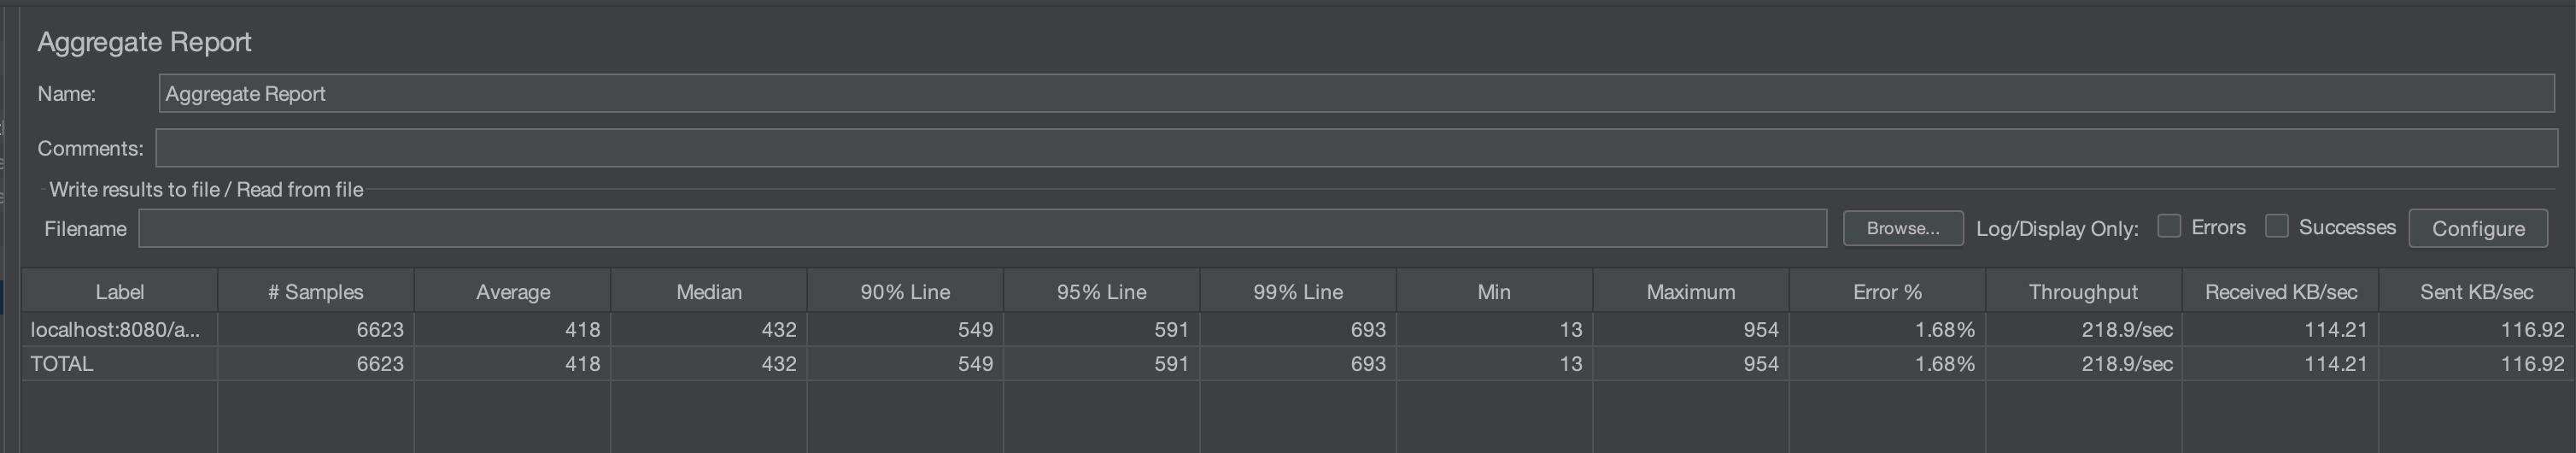 Aggregate Report
Name: Aggregate Report
Comments:
Write results to file / Read from file
Filename Browse... Log/Display Only: Errors Successes Configure
Label # Samples Average Median 90% Line 95% Line 99% Line Min Maximum Error % Throughput Received KB/sec Sent KB/sec
localhost:8080/a... 6623 418 432 549 591 693 13 954 1.68% 218.9/sec 114.21 116.92
TOTAL 6623 418 432 549 591 693 13 954 1.68% 218.9/sec 114.21 116.92